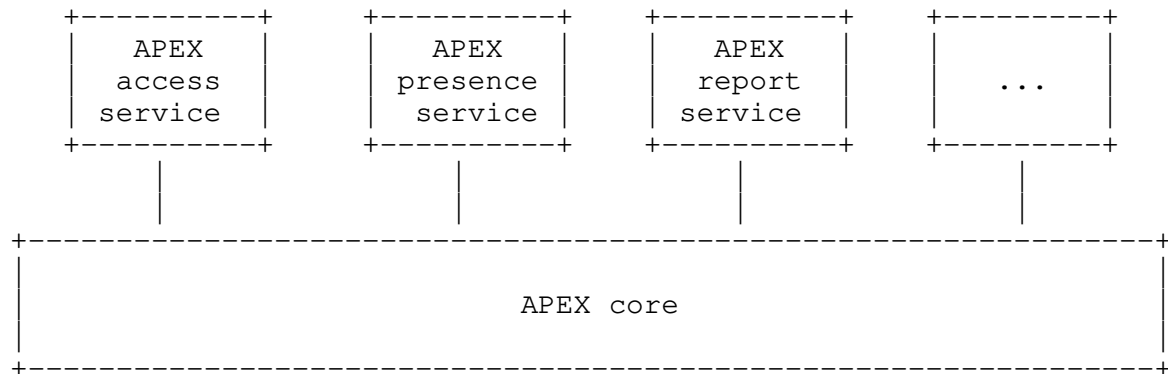 APEX APEX APEX
access presence report ...
service service service
APEX core